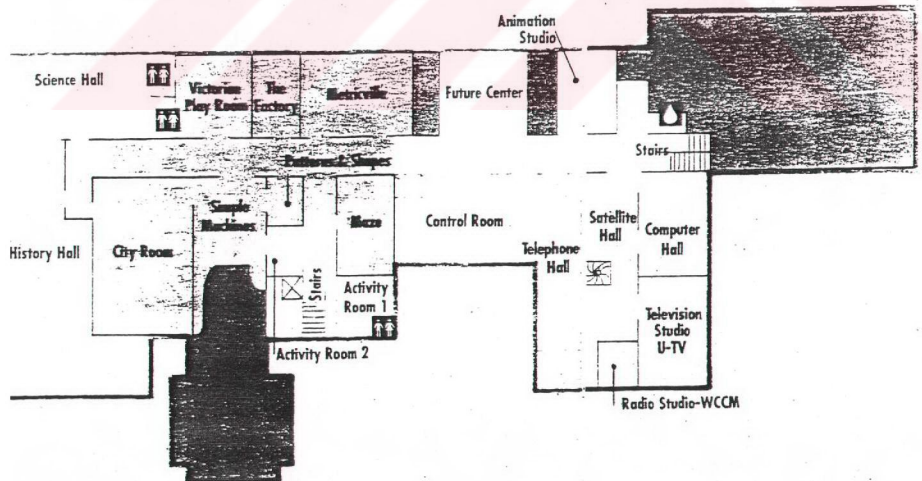 Animation
Studio
Science Hall
Victorian
Play Room
The
Factory
Metricville
Future Center
Stairs
Patterns & Shapes
Simple
Machines
Maze
Control Room
Satellite
Hall
Computer
Hall
History Hall
City Room
Telephone
Hall
Stairs
Activity
Room 1
Television
Studio
U-TV
Activity Room 2
Radio Studio-WCCM